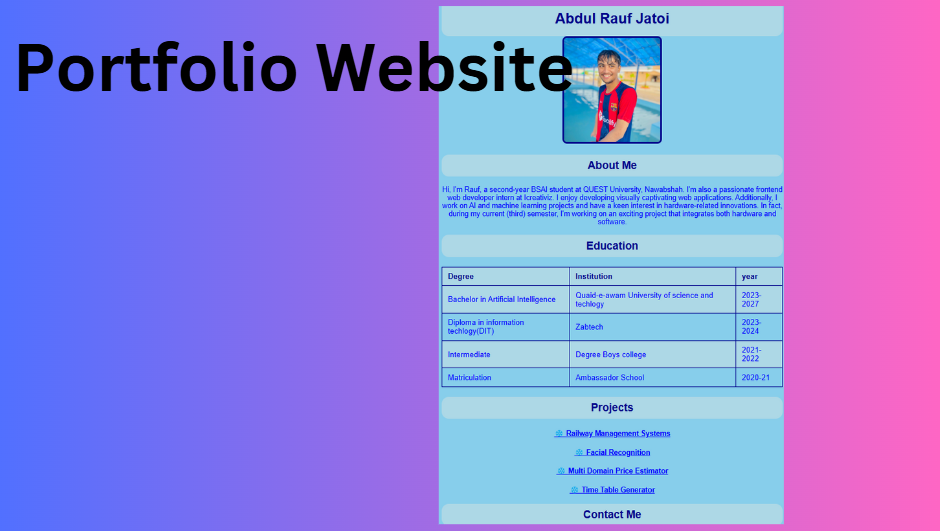 Portfolio Website
Abdul Rauf Jatoi
About Me
Hi, I'm Rauf, a second-year BSAI student at QUEST University, Nawabshah. I'm also a passionate frontend
web developer intern at Icreativiz. I enjoy developing visually captivating web applications. Additionally, I
work on AI and machine learning projects and have a keen interest in hardware-related innovations. In fact,
during my current (third) semester, I'm working on an exciting project that integrates both hardware and
software.
Education
Degree Institution year
Bachelor in Artificial Intelligence Quaid-e-awam University of science and
techlogy 2023-
2027
Diploma in information
techlogy(DIT) Zabtech 2023-
2024
Intermediate Degree Boys college 2021-
2022
Matriculation Ambassador School 2020-21
Projects
Railway Management Systems
Facial Recognition
Multi Domain Price Estimator
Time Table Generator
Contact Me